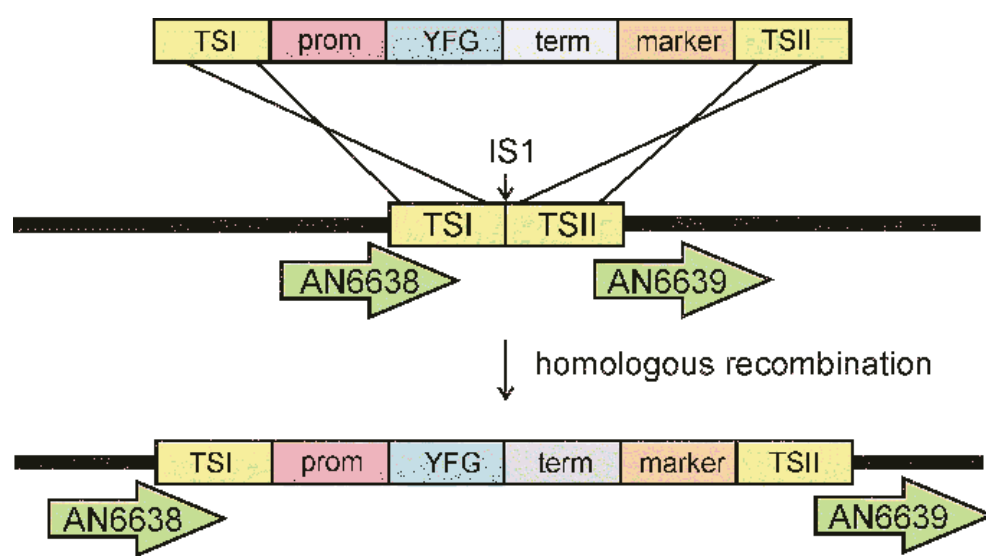 TSI prom YFG term marker TSII
IS1
TSI TSII
AN6638 AN6639
homologous recombination
TSI prom YFG term marker TSII
AN6638 AN6639